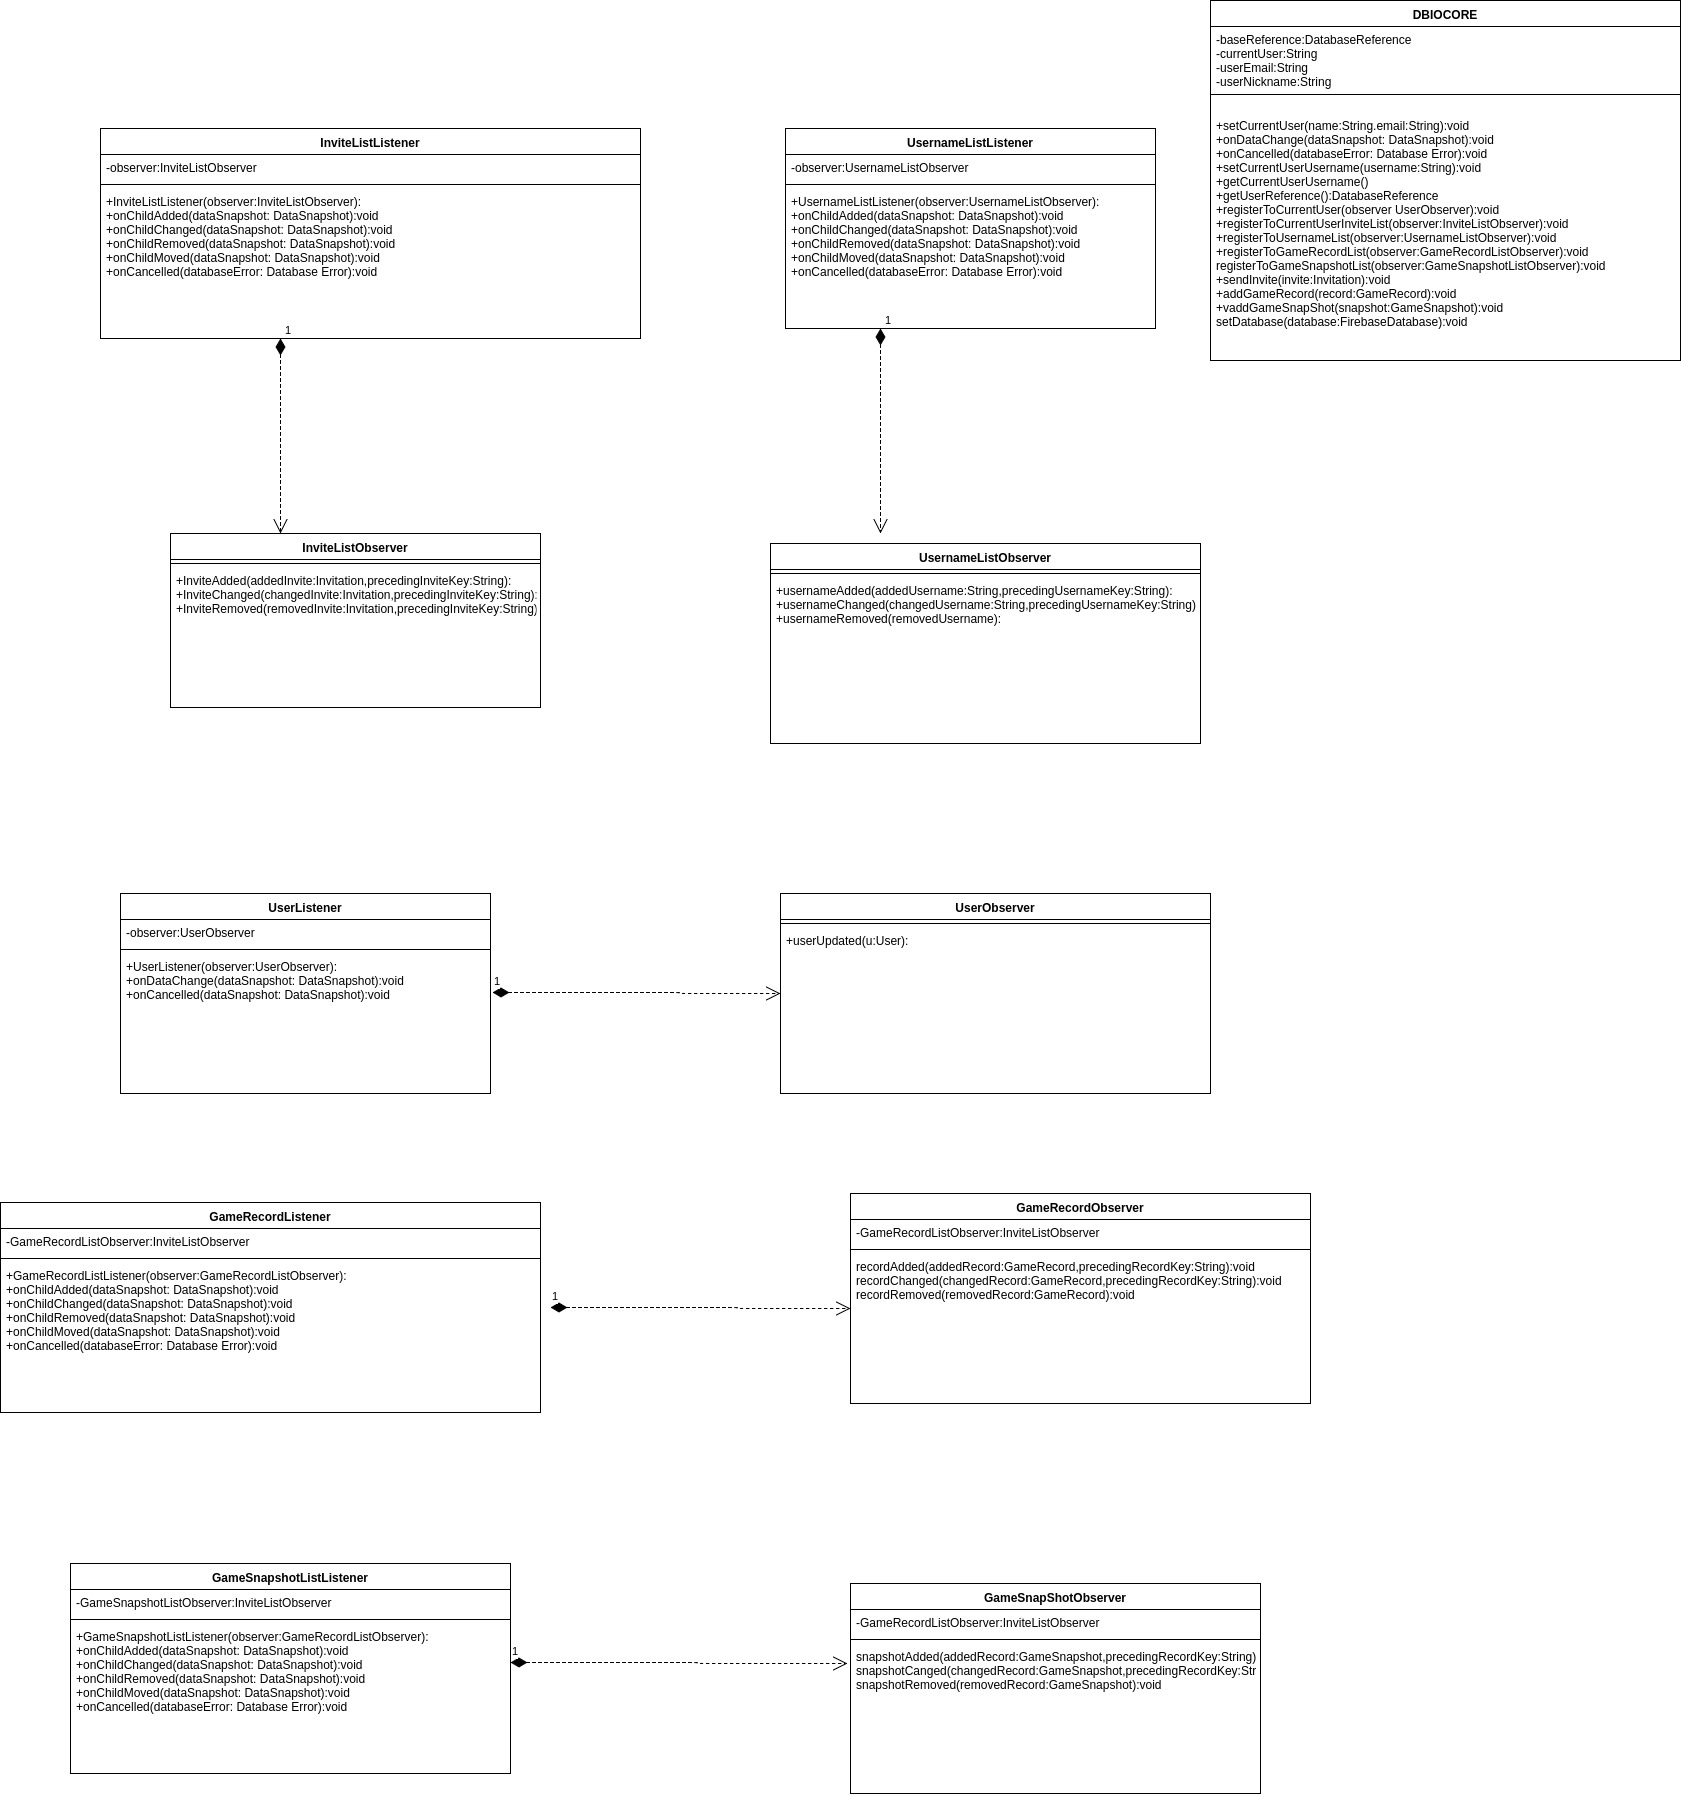 DBIOCORE
-baseReference:DatabaseReference
-currentUser:String
-userEmail:String
-userNickname:String
+setCurrentUser(name:String.email:String):void
+onDataChange(dataSnapshot: DataSnapshot):void
+onCancelled(databaseError: Database Error):void
+setCurrentUserUsername(username:String):void
+getCurrentUserUsername()
+getUserReference():DatabaseReference
+registerToCurrentUser(observer UserObserver):void
+registerToCurrentUserInviteList(observer:InviteListObserver):void
+registerToUsernameList(observer:UsernameListObserver):void
+registerToGameRecordList(observer:GameRecordListObserver):void
registerToGameSnapshotList(observer:GameSnapshotListObserver):void
+sendInvite(invite:Invitation):void
+addGameRecord(record:GameRecord):void
+vaddGameSnapShot(snapshot:GameSnapshot):void
setDatabase(database:FirebaseDatabase):void
InviteListListener
-observer:InviteListObserver
+InviteListListener(observer:InviteListObserver):
+onChildAdded(dataSnapshot: DataSnapshot):void
+onChildChanged(dataSnapshot: DataSnapshot):void
+onChildRemoved(dataSnapshot: DataSnapshot):void
+onChildMoved(dataSnapshot: DataSnapshot):void
+onCancelled(databaseError: Database Error):void
1
UsernameListListener
-observer:UsernameListObserver
+UsernameListListener(observer:UsernameListObserver):
+onChildAdded(dataSnapshot: DataSnapshot):void
+onChildChanged(dataSnapshot: DataSnapshot):void
+onChildRemoved(dataSnapshot: DataSnapshot):void
+onChildMoved(dataSnapshot: DataSnapshot):void
+onCancelled(databaseError: Database Error):void
1
InviteListObserver
+InviteAdded(addedInvite:Invitation,precedingInviteKey:String):
+InviteChanged(changedInvite:Invitation,precedingInviteKey:String):
+InviteRemoved(removedInvite:Invitation,precedingInviteKey:String)
UsernameListObserver
+usernameAdded(addedUsername:String,precedingUsernameKey:String):
+usernameChanged(changedUsername:String,precedingUsernameKey:String)
+usernameRemoved(removedUsername):
UserListener
-observer:UserObserver
+UserListener(observer:UserObserver):
+onDataChange(dataSnapshot: DataSnapshot):void
+onCancelled(dataSnapshot: DataSnapshot):void
1
UserObserver
+userUpdated(u:User):
GameRecordListener
-GameRecordListObserver:InviteListObserver
+GameRecordListListener(observer:GameRecordListObserver):
+onChildAdded(dataSnapshot: DataSnapshot):void
+onChildChanged(dataSnapshot: DataSnapshot):void
+onChildRemoved(dataSnapshot: DataSnapshot):void
+onChildMoved(dataSnapshot: DataSnapshot):void
+onCancelled(databaseError: Database Error):void
1
GameRecordObserver
-GameRecordListObserver:InviteListObserver
recordAdded(addedRecord:GameRecord,precedingRecordKey:String):void
recordChanged(changedRecord:GameRecord,precedingRecordKey:String):void
recordRemoved(removedRecord:GameRecord):void
GameSnapshotListListener
-GameSnapshotListObserver:InviteListObserver
+GameSnapshotListListener(observer:GameRecordListObserver):
+onChildAdded(dataSnapshot: DataSnapshot):void
+onChildChanged(dataSnapshot: DataSnapshot):void
+onChildRemoved(dataSnapshot: DataSnapshot):void
+onChildMoved(dataSnapshot: DataSnapshot):void
+onCancelled(databaseError: Database Error):void
1
GameSnapShotObserver
-GameRecordListObserver:InviteListObserver
snapshotAdded(addedRecord:GameSnapshot,precedingRecordKey:String)
snapshotCanged(changedRecord:GameSnapshot,precedingRecordKey:Str
snapshotRemoved(removedRecord:GameSnapshot):void